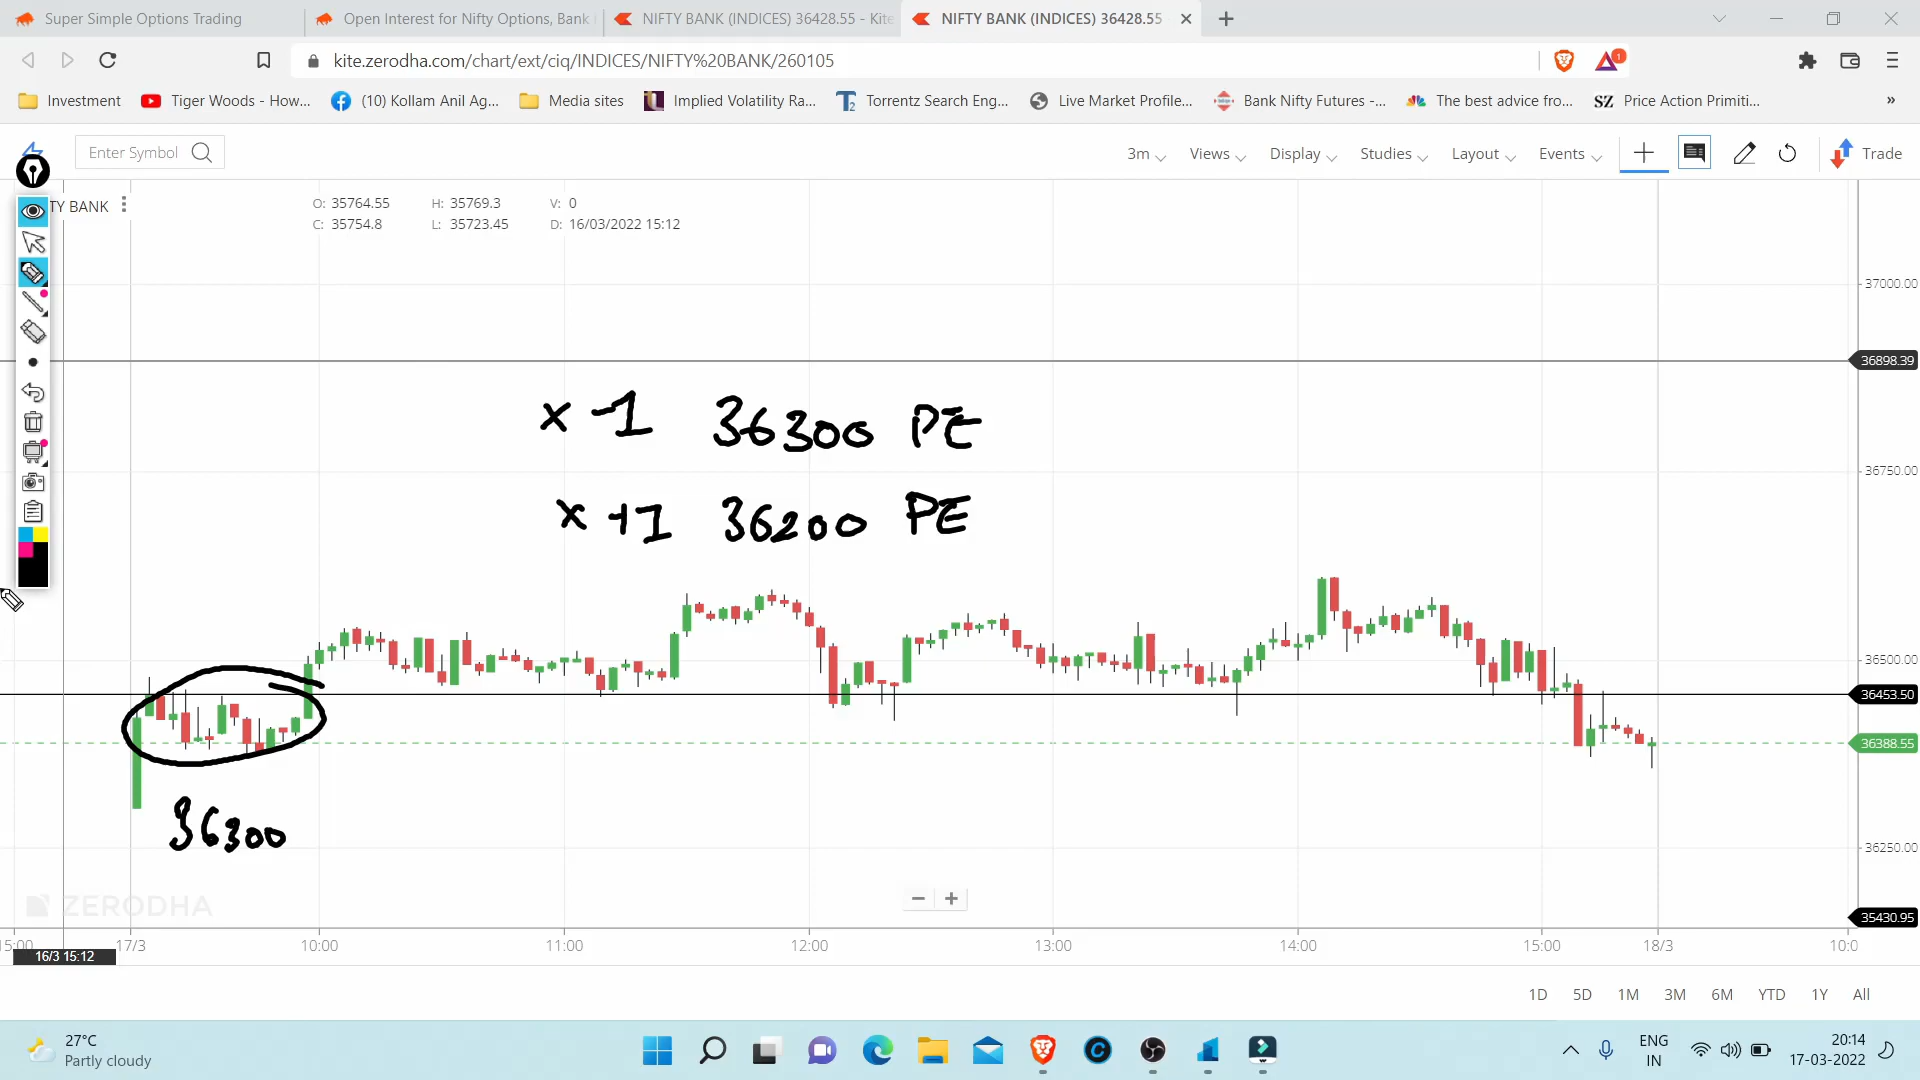 Super Simple Options Trading
Open Interest for Nifty Options, Bank
NIFTY BANK (INDICES) 36428.55 - Kite
NIFTY BANK (INDICES) 36428.55
kite.zerodha.com/chart/ext/ciq/INDICES/NIFTY%20BANK/260105
1
Investment
Tiger Woods - How...
(10) Kollam Anil Ag...
Media sites
Implied Volatility Ra...
Torrentz Search Eng...
Live Market Profile...
Bank Nifty Futures -...
The best advice fro...
SZ Price Action Primiti...
»
Enter Symbol
3m Views Display Studies Layout Events Trade
TY BANK
O: 35764.55 H: 35769.3 V: 0
C: 35754.8 L: 35723.45 D: 16/03/2022 15:12
37000.00
36898.39
x -1 36300 PE
36750.00
x +1 36200 PE
36500.00
36453.50
36388.55
36300
36250.00
ZERODHA
− +
35430.95
15:00 17/3 10:00 11:00 12:00 13:00 14:00 15:00 18/3 10:0
16/3 15:12
1D 5D 1M 3M 6M YTD 1Y All
27°C
Partly cloudy
ENG
IN
20:14
17-03-2022